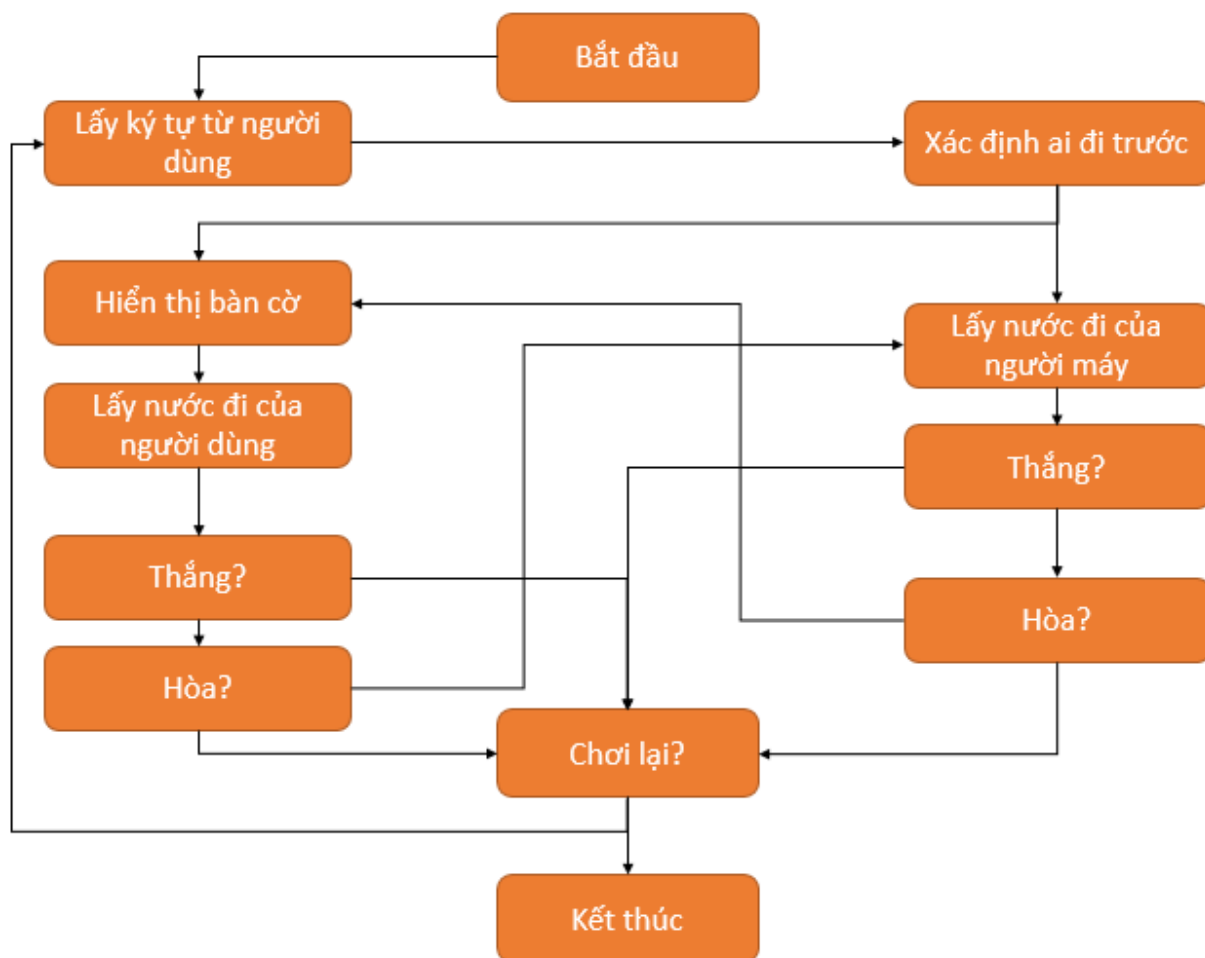 Bắt đầu
Lấy ký tự từ người
dùng
Xác định ai đi trước
Hiển thị bàn cờ
Lấy nước đi của
người máy
Lấy nước đi của
người dùng
Thắng?
Thắng?
Hòa?
Hòa?
Chơi lại?
Kết thúc